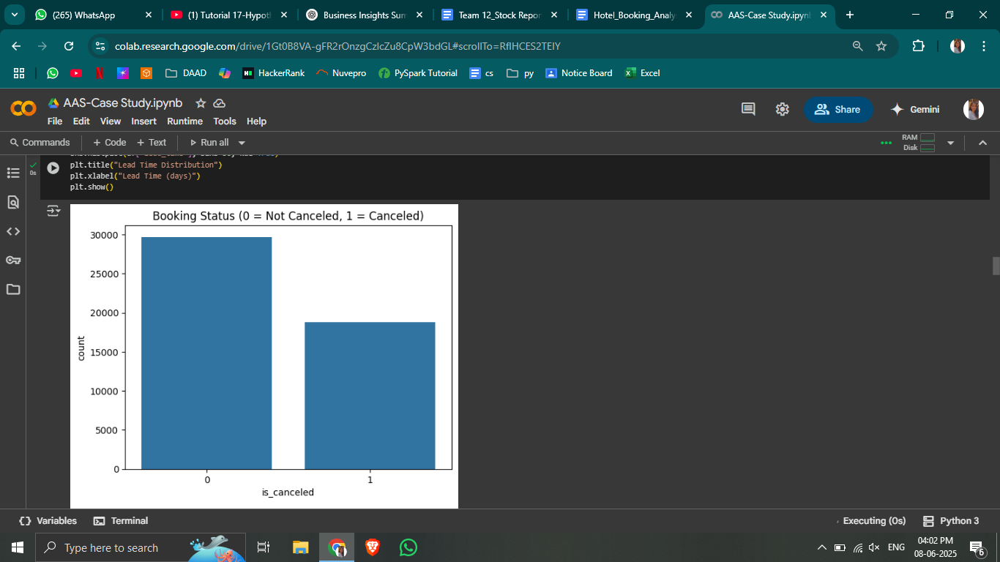 (265) WhatsApp
(1) Tutorial 17-Hypot
Business Insights Sum
Team 12_Stock Repor
Hotel_Booking_Analy
AAS-Case Study.ipynb
colab.research.google.com/drive/1Gt0B8VA-gFR2rOnzgCzlcZu8CpW3bdGL#scrollTo=RfIHCES2TEIY
DAAD
HackerRank
Nuvepro
PySpark Tutorial
cs
py
Notice Board
Excel
AAS-Case Study.ipynb
File Edit View Insert Runtime Tools Help
Share
Gemini
Commands + Code + Text Run all
RAM
Disk
0s
plt.title("Lead Time Distribution")
plt.xlabel("Lead Time (days)")
plt.show()
Booking Status (0 = Not Canceled, 1 = Canceled)
30000
25000
20000
15000
10000
5000
0
count
0 1
is_canceled
Variables Terminal
Executing (0s) Python 3
Type here to search
ENG
04:02 PM
08-06-2025
6